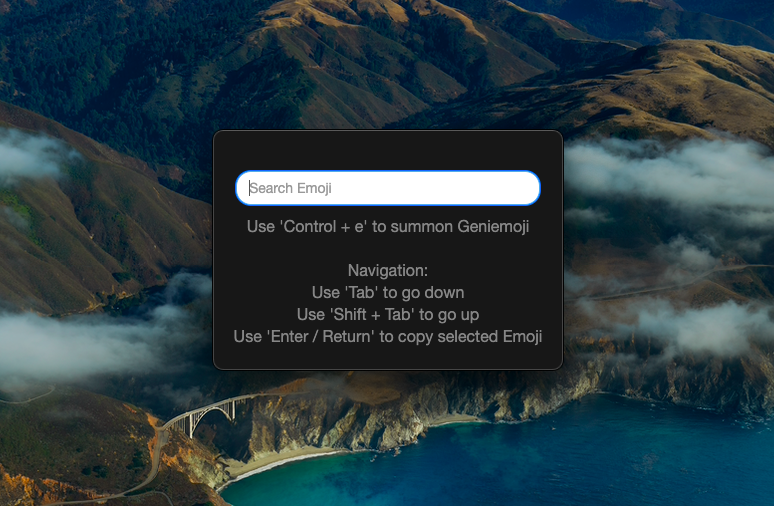 Search Emoji
Use 'Control + e' to summon Geniemoji
Navigation:
Use 'Tab' to go down
Use 'Shift + Tab' to go up
Use 'Enter / Return' to copy selected Emoji